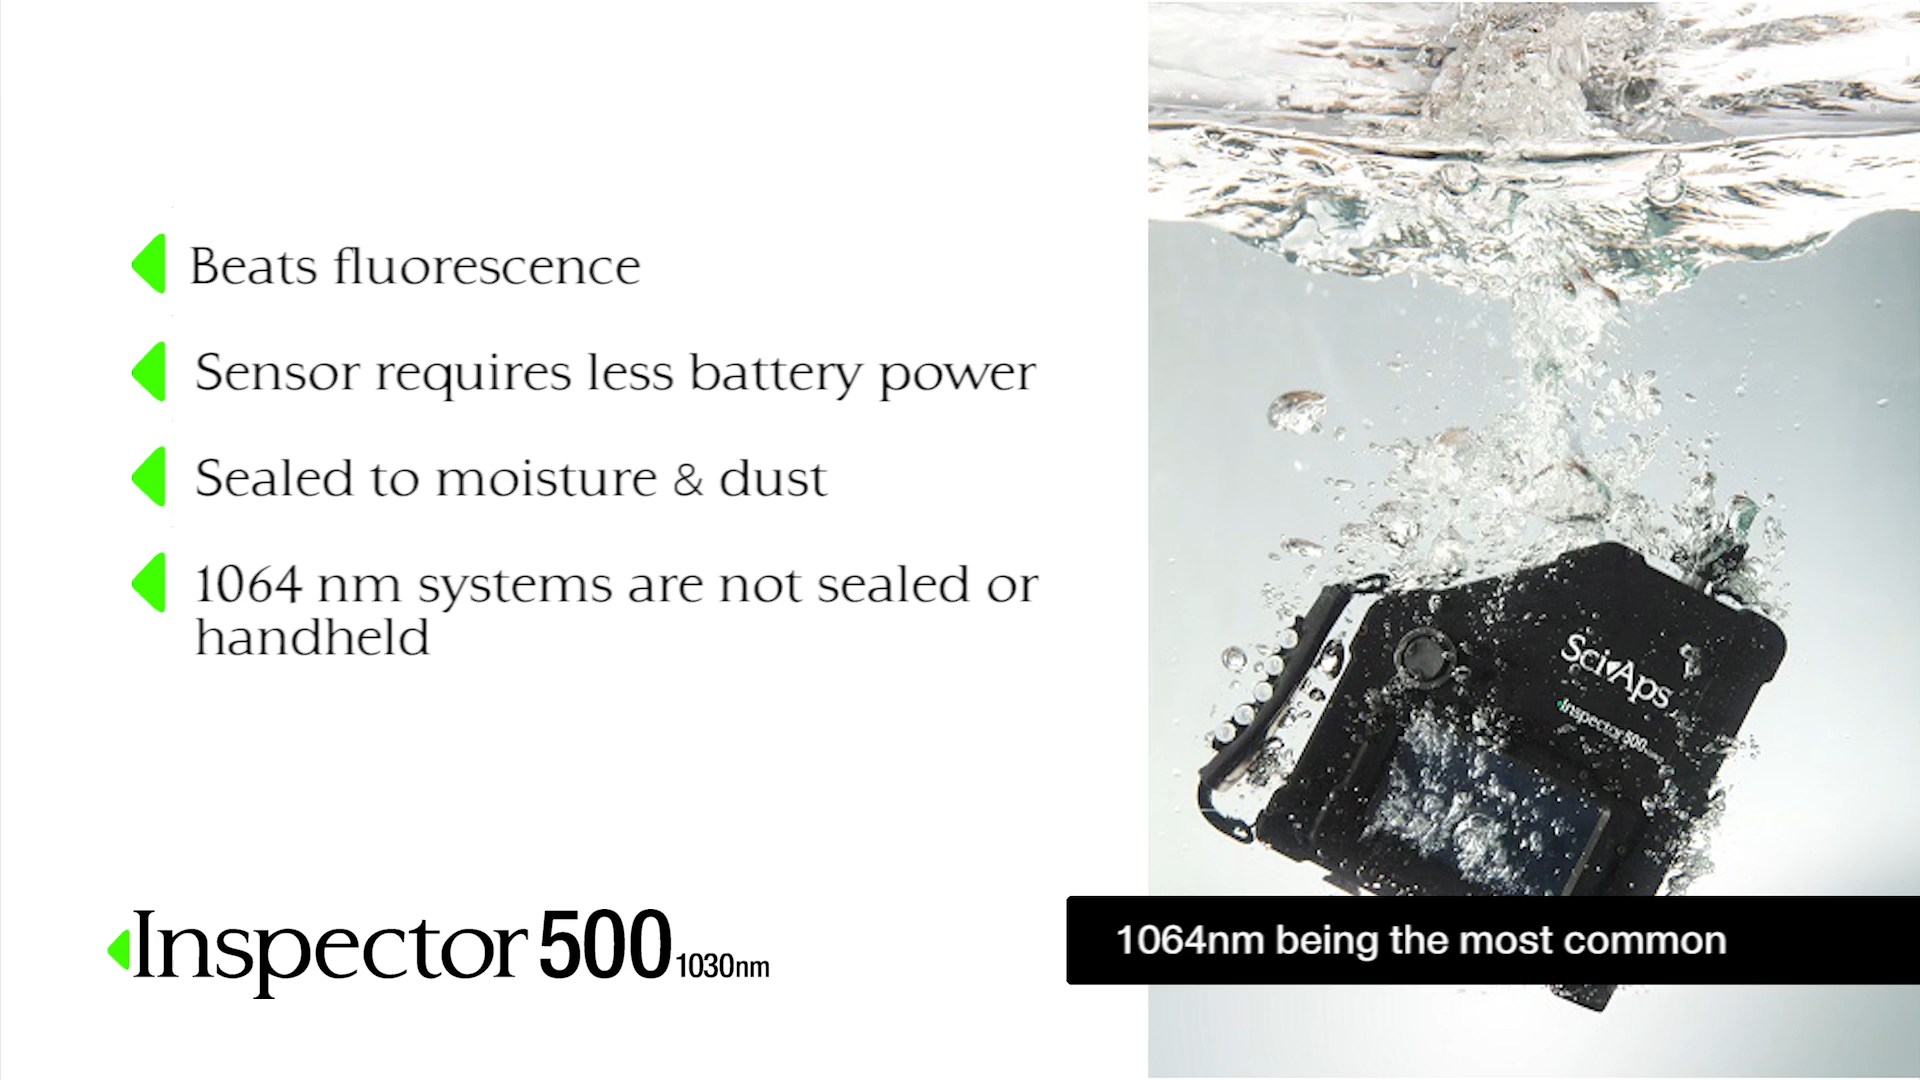 Beats fluorescence
Sensor requires less battery power
Sealed to moisture & dust
1064 nm systems are not sealed or
handheld
SciAps
Inspector 500
Inspector 500 1030nm
1064nm being the most common